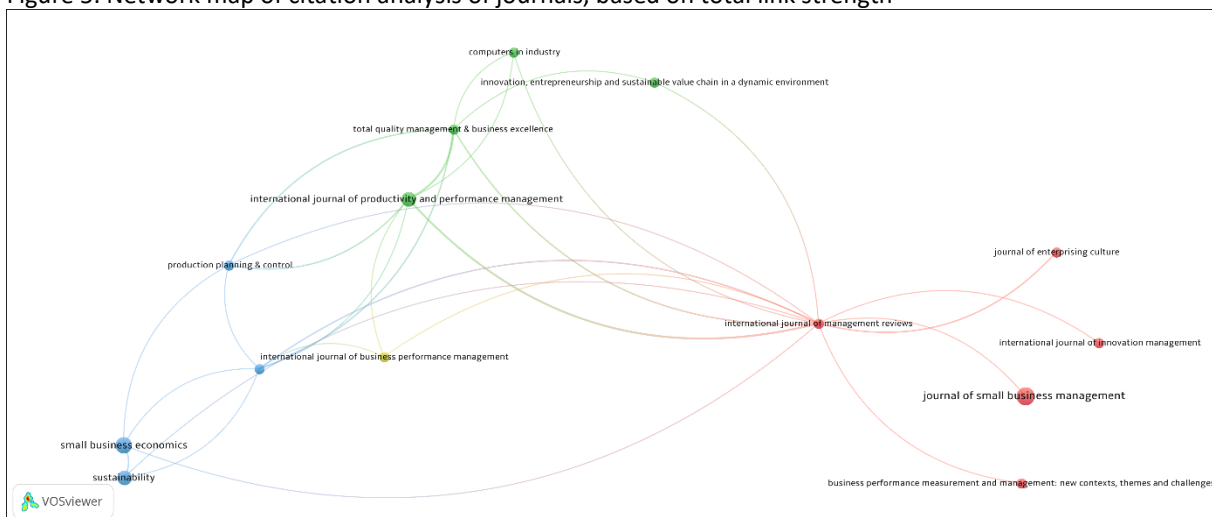 Figure 3. Network map of citation analysis of journals, based on total link strength
computers in industry
innovation, entrepreneurship and sustainable value chain in a dynamic environment
total quality management & business excellence
international journal of productivity and performance management
production planning & control
journal of enterprising culture
international journal of management reviews
international journal of innovation management
international journal of business performance management
journal of small business management
small business economics
sustainability
business performance measurement and management: new contexts, themes and challenges
VOSviewer